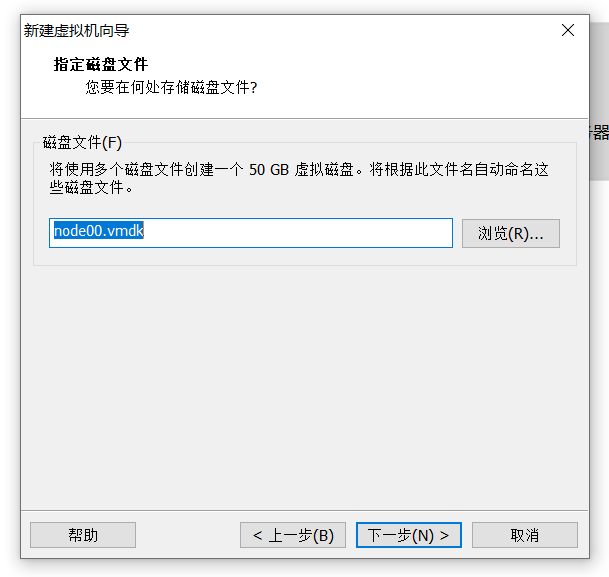 新建虚拟机向导
指定磁盘文件
您要在何处存储磁盘文件?
磁盘文件(F)
将使用多个磁盘文件创建一个 50 GB 虚拟磁盘。将根据此文件名自动命名这
些磁盘文件。
node00.vmdk
浏览(R)...
器
帮助
< 上一步(B)
下一步(N) >
取消